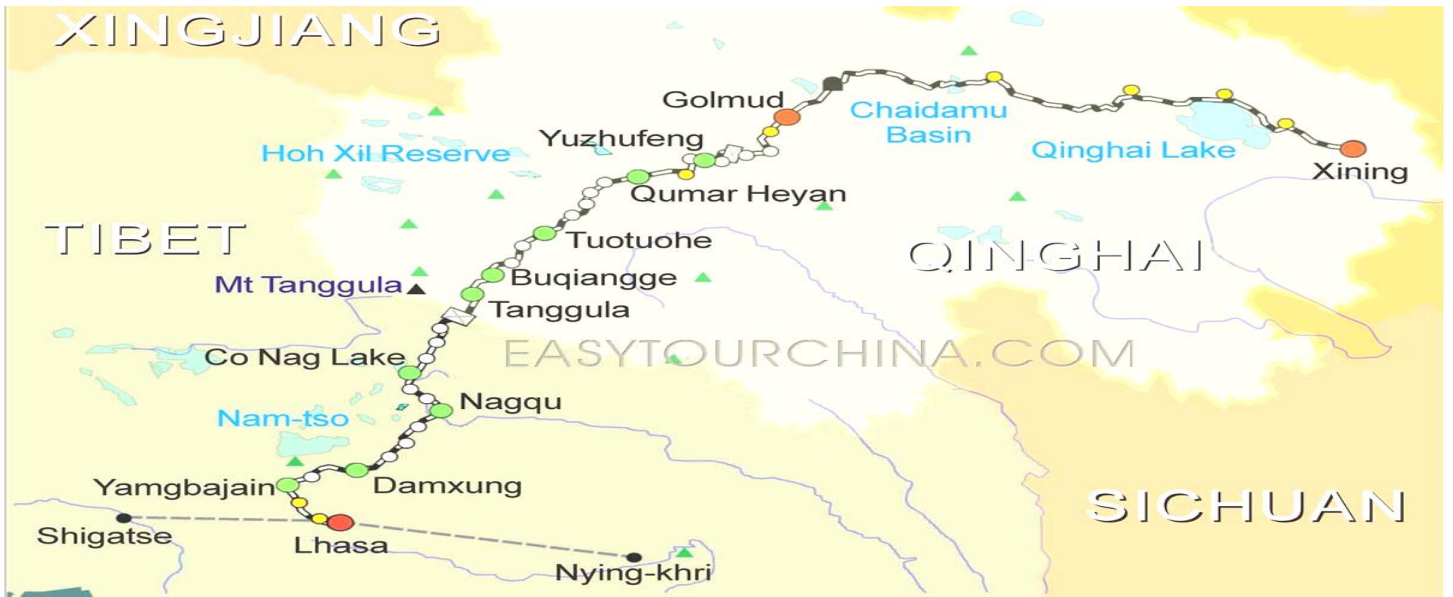 XINGJIANG
Golmud
Chaidamu
Basin
Yuzhufeng
Hoh Xil Reserve
Qinghai Lake
Xining
Qumar Heyan
TIBET
Tuotuohe
QINGHAI
Buqiangge
Mt Tanggula
Tanggula
Co Nag Lake
EASYTOURCHINA.COM
Nagqu
Nam-tso
Yamgbajain
Damxung
SICHUAN
Shigatse
Lhasa
Nying-khri